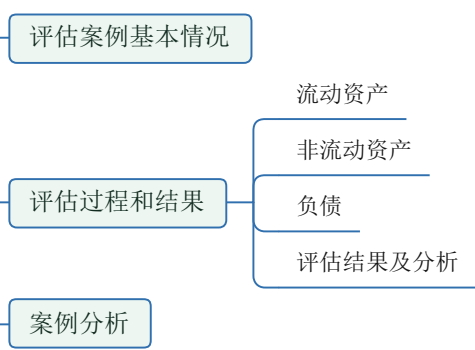 评估案例基本情况
流动资产
非流动资产
评估过程和结果
负债
评估结果及分析
案例分析